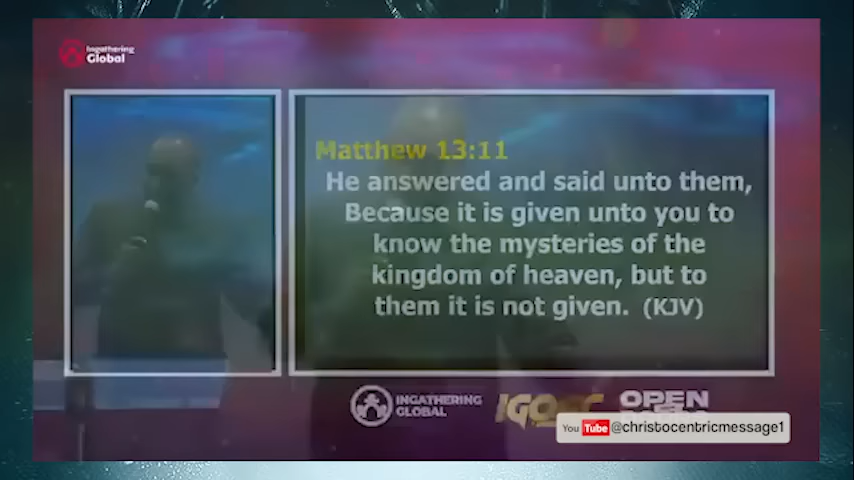 Ingathering
Global
Matthew 13:11
He answered and said unto them,
Because it is given unto you to
know the mysteries of the
kingdom of heaven, but to
them it is not given. (KJV)
INGATHERING
GLOBAL
OPEN
You Tube @christocentricmessage1